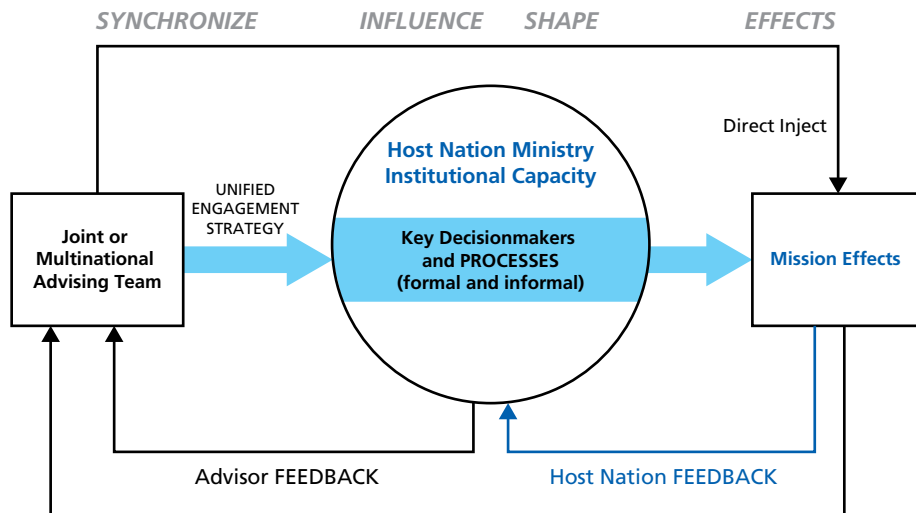 SYNCHRONIZE INFLUENCE SHAPE EFFECTS
Direct Inject
Host Nation Ministry
Institutional Capacity
UNIFIED
ENGAGEMENT
STRATEGY
Joint or
Multinational
Advising Team
Key Decisionmakers
and PROCESSES
(formal and informal)
Mission Effects
Advisor FEEDBACK
Host Nation FEEDBACK